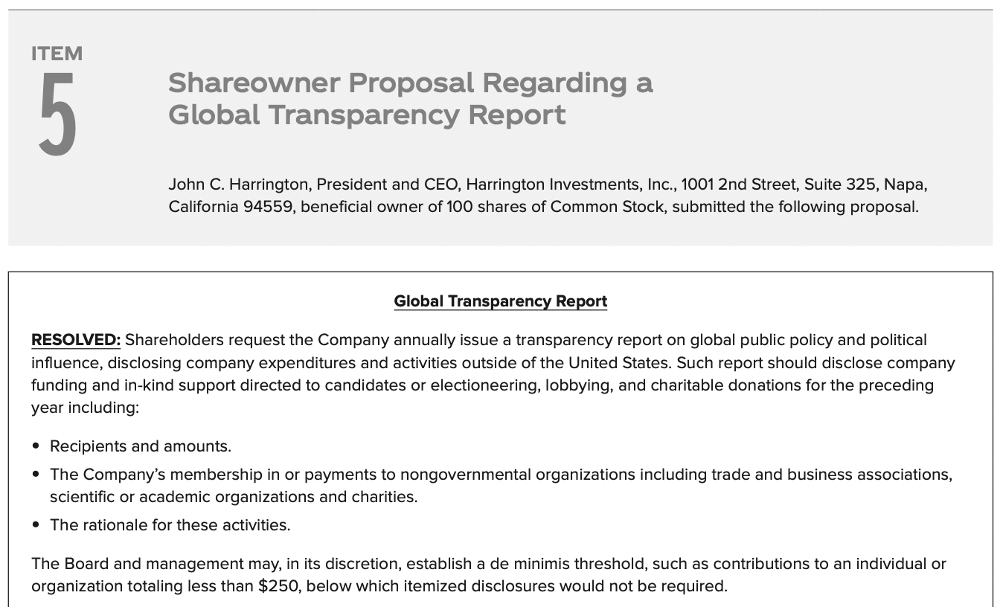 ITEM
5
Shareowner Proposal Regarding a
Global Transparency Report
John C. Harrington, President and CEO, Harrington Investments, Inc., 1001 2nd Street, Suite 325, Napa,
California 94559, beneficial owner of 100 shares of Common Stock, submitted the following proposal.
Global Transparency Report
RESOLVED: Shareholders request the Company annually issue a transparency report on global public policy and political
influence, disclosing company expenditures and activities outside of the United States. Such report should disclose company
funding and in-kind support directed to candidates or electioneering, lobbying, and charitable donations for the preceding
year including:
• Recipients and amounts.
• The Company’s membership in or payments to nongovernmental organizations including trade and business associations,
scientific or academic organizations and charities.
• The rationale for these activities.
The Board and management may, in its discretion, establish a de minimis threshold, such as contributions to an individual or
organization totaling less than $250, below which itemized disclosures would not be required.